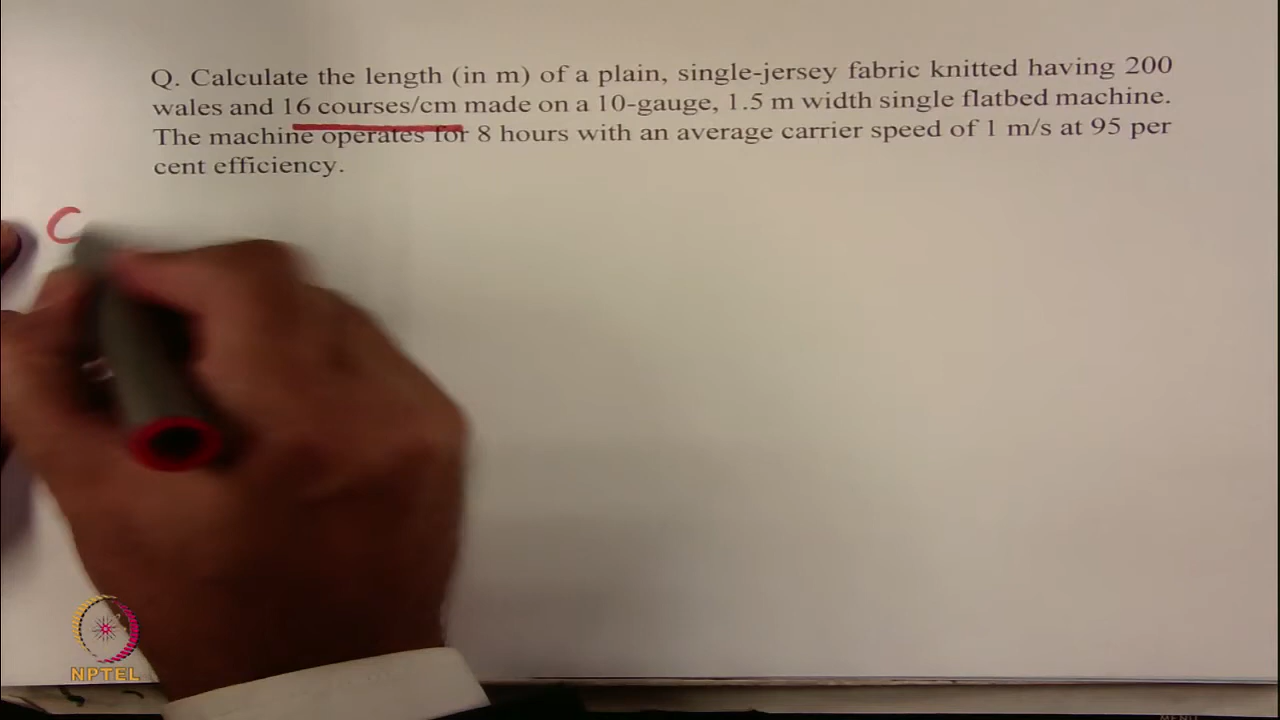 Q. Calculate the length (in m) of a plain, single-jersey fabric knitted having 200
wales and 16 courses/cm made on a 10-gauge, 1.5 m width single flatbed machine.
The machine operates for 8 hours with an average carrier speed of 1 m/s at 95 per
cent efficiency.
C
NPTEL